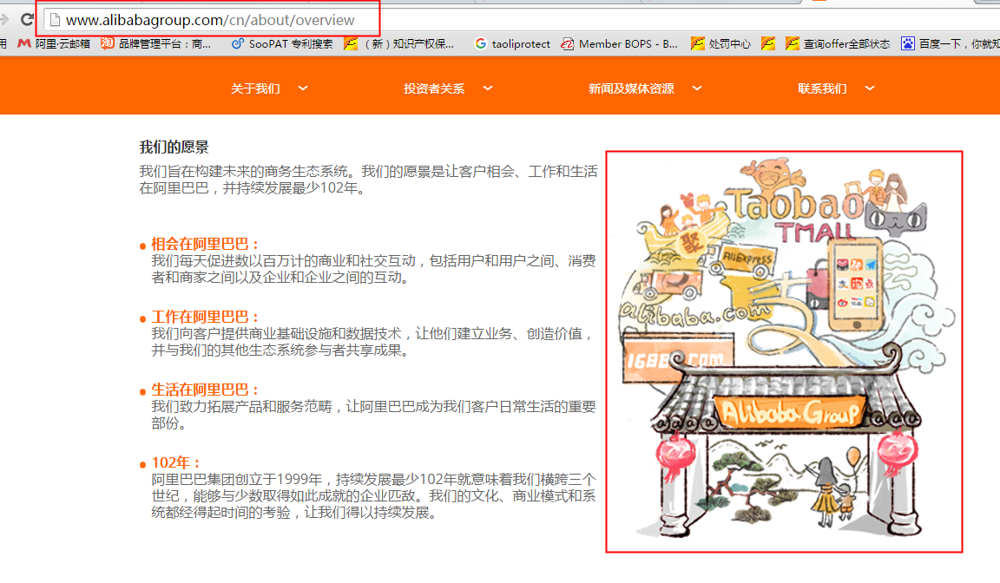 www.alibabagroup.com/cn/about/overview
用 阿里·云邮箱 品牌管理平台：商... SooPAT 专利搜索 （新）知识产权保... taoliprotect Member BOPS - B... 处罚中心 查询offer全部状态 百度一下，你就知
关于我们 投资者关系 新闻及媒体资源 联系我们
我们的愿景
我们旨在构建未来的商务生态系统。我们的愿景是让客户相会、工作和生活
在阿里巴巴，并持续发展最少102年。
相会在阿里巴巴：
我们每天促进数以百万计的商业和社交互动，包括用户和用户之间、消费
者和商家之间以及企业和企业之间的互动。
工作在阿里巴巴：
我们向客户提供商业基础设施和数据技术，让他们建立业务、创造价值，
并与我们的其他生态系统参与者共享成果。
生活在阿里巴巴：
我们致力拓展产品和服务范畴，让阿里巴巴成为我们客户日常生活的重要
部份。
102年：
阿里巴巴集团创立于1999年，持续发展最少102年就意味着我们横跨三个
世纪，能够与少数取得如此成就的企业匹敌。我们的文化、商业模式和系
统都经得起时间的考验，让我们得以持续发展。
Taobao
TMALL
聚
AliExpress
alibaba.com
1688.com
Alibaba Group